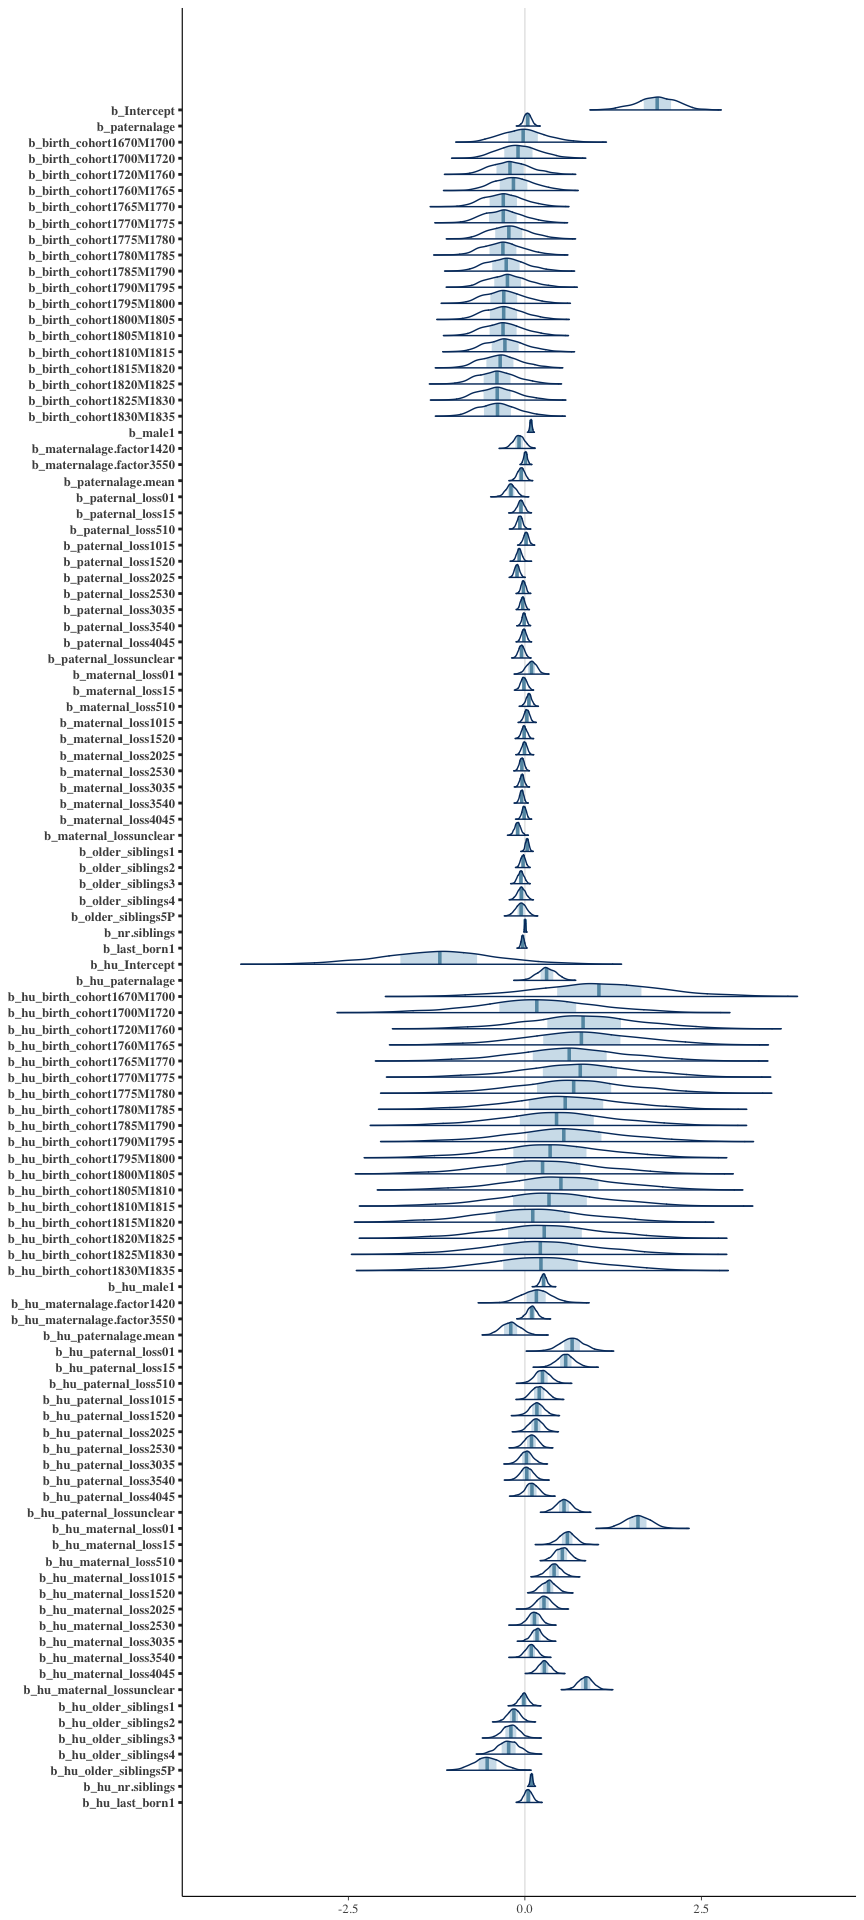 b_Intercept
b_paternalage
b_birth_cohort1670M1700
b_birth_cohort1700M1720
b_birth_cohort1720M1760
b_birth_cohort1760M1765
b_birth_cohort1765M1770
b_birth_cohort1770M1775
b_birth_cohort1775M1780
b_birth_cohort1780M1785
b_birth_cohort1785M1790
b_birth_cohort1790M1795
b_birth_cohort1795M1800
b_birth_cohort1800M1805
b_birth_cohort1805M1810
b_birth_cohort1810M1815
b_birth_cohort1815M1820
b_birth_cohort1820M1825
b_birth_cohort1825M1830
b_birth_cohort1830M1835
b_male1
b_maternalage.factor1420
b_maternalage.factor3550
b_paternalage.mean
b_paternal_loss01
b_paternal_loss15
b_paternal_loss510
b_paternal_loss1015
b_paternal_loss1520
b_paternal_loss2025
b_paternal_loss2530
b_paternal_loss3035
b_paternal_loss3540
b_paternal_loss4045
b_paternal_lossunclear
b_maternal_loss01
b_maternal_loss15
b_maternal_loss510
b_maternal_loss1015
b_maternal_loss1520
b_maternal_loss2025
b_maternal_loss2530
b_maternal_loss3035
b_maternal_loss3540
b_maternal_loss4045
b_maternal_lossunclear
b_older_siblings1
b_older_siblings2
b_older_siblings3
b_older_siblings4
b_older_siblings5P
b_nr.siblings
b_last_born1
b_hu_Intercept
b_hu_paternalage
b_hu_birth_cohort1670M1700
b_hu_birth_cohort1700M1720
b_hu_birth_cohort1720M1760
b_hu_birth_cohort1760M1765
b_hu_birth_cohort1765M1770
b_hu_birth_cohort1770M1775
b_hu_birth_cohort1775M1780
b_hu_birth_cohort1780M1785
b_hu_birth_cohort1785M1790
b_hu_birth_cohort1790M1795
b_hu_birth_cohort1795M1800
b_hu_birth_cohort1800M1805
b_hu_birth_cohort1805M1810
b_hu_birth_cohort1810M1815
b_hu_birth_cohort1815M1820
b_hu_birth_cohort1820M1825
b_hu_birth_cohort1825M1830
b_hu_birth_cohort1830M1835
b_hu_male1
b_hu_maternalage.factor1420
b_hu_maternalage.factor3550
b_hu_paternalage.mean
b_hu_paternal_loss01
b_hu_paternal_loss15
b_hu_paternal_loss510
b_hu_paternal_loss1015
b_hu_paternal_loss1520
b_hu_paternal_loss2025
b_hu_paternal_loss2530
b_hu_paternal_loss3035
b_hu_paternal_loss3540
b_hu_paternal_loss4045
b_hu_paternal_lossunclear
b_hu_maternal_loss01
b_hu_maternal_loss15
b_hu_maternal_loss510
b_hu_maternal_loss1015
b_hu_maternal_loss1520
b_hu_maternal_loss2025
b_hu_maternal_loss2530
b_hu_maternal_loss3035
b_hu_maternal_loss3540
b_hu_maternal_loss4045
b_hu_maternal_lossunclear
b_hu_older_siblings1
b_hu_older_siblings2
b_hu_older_siblings3
b_hu_older_siblings4
b_hu_older_siblings5P
b_hu_nr.siblings
b_hu_last_born1
-2.5 0.0 2.5